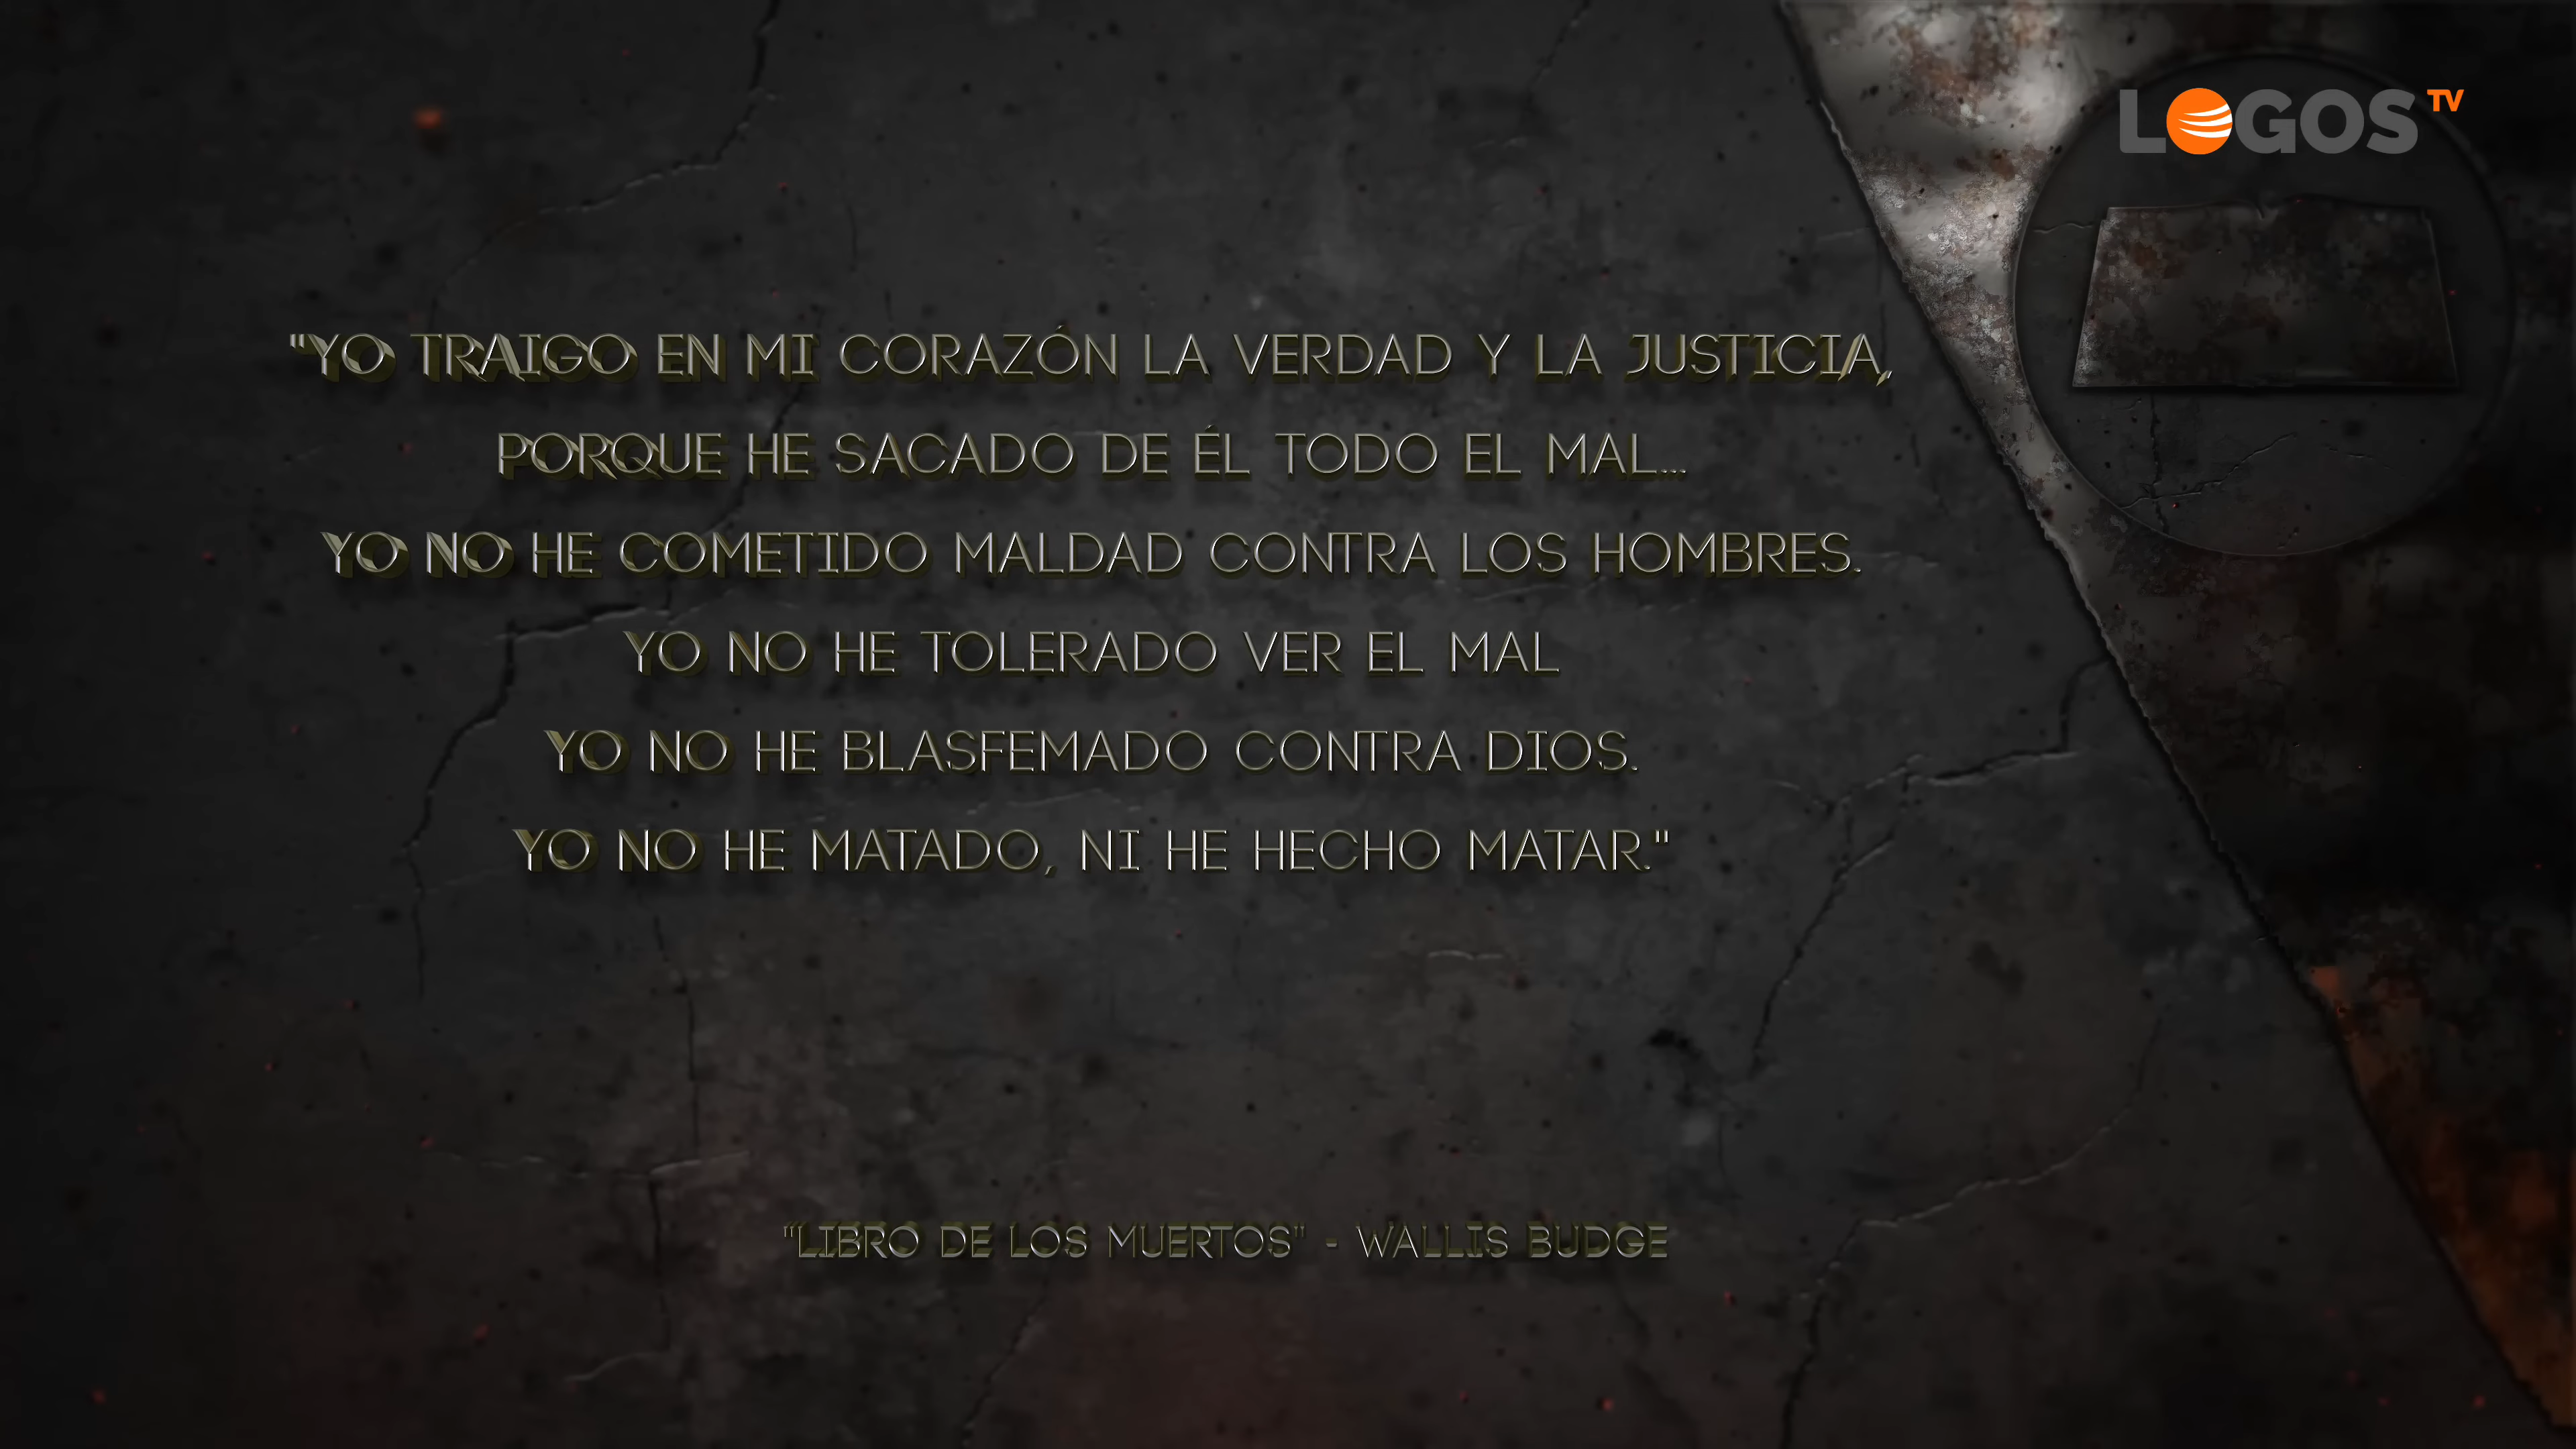 LOGOS TV
"YO TRAIGO EN MI CORAZÓN LA VERDAD Y LA JUSTICIA,
PORQUE HE SACADO DE ÉL TODO EL MAL...
YO NO HE COMETIDO MALDAD CONTRA LOS HOMBRES.
YO NO HE TOLERADO VER EL MAL
YO NO HE BLASFEMADO CONTRA DIOS.
YO NO HE MATADO, NI HE HECHO MATAR."
"LIBRO DE LOS MUERTOS" - WALLIS BUDGE